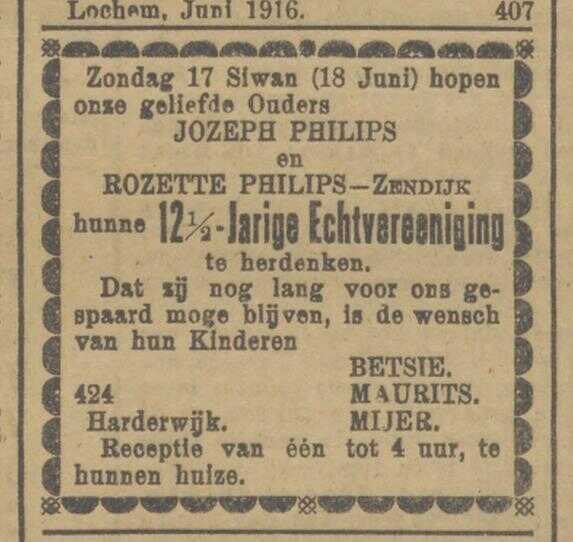 Lochem, Juni 1916. 407
Zondag 17 Siwan (18 Juni) hopen
onze geliefde Ouders
JOZEPH PHILIPS
en
ROZETTE PHILIPS—ZENDIJK
hunne 12½-Jarige Echtvereeniging
te herdenken.
Dat zij nog lang voor ons ge-
spaard moge blijven, is de wensch
van hun Kinderen
BETSIE.
424 MAURITS.
Harderwijk. MIJER.
Receptie van één tot 4 uur, te
hunnen huize.